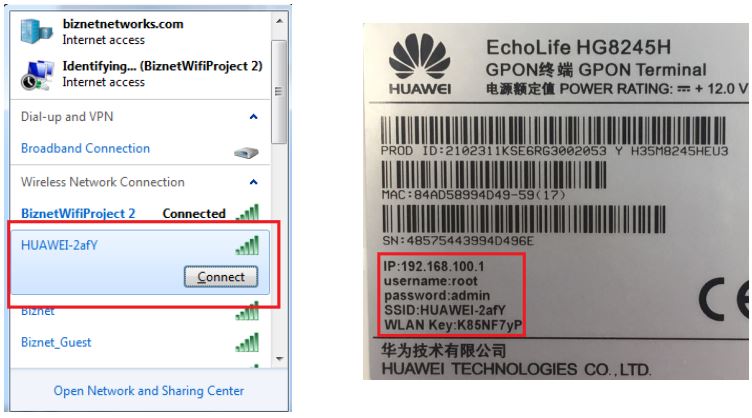 biznetnetworks.com
Internet access
Identifying... (BiznetWifiProject 2)
Internet access
Dial-up and VPN
Broadband Connection
Wireless Network Connection
BiznetWifiProject 2 Connected
HUAWEI-2afY
Connect
Biznet
Biznet_Guest
Open Network and Sharing Center
HUAWEI
EchoLife HG8245H
GPON终端 GPON Terminal
电源额定值 POWER RATING: ⎓ + 12.0 V
PROD ID:2102311KSE6RG3002053 Y H35M8245HEU3
MAC:84AD58994D49-59(17)
SN:48575443994D496E
IP:192.168.100.1
username:root
password:admin
SSID:HUAWEI-2afY
WLAN Key:K85NF7yP
CE
华为技术有限公司
HUAWEI TECHNOLOGIES CO.,LTD.